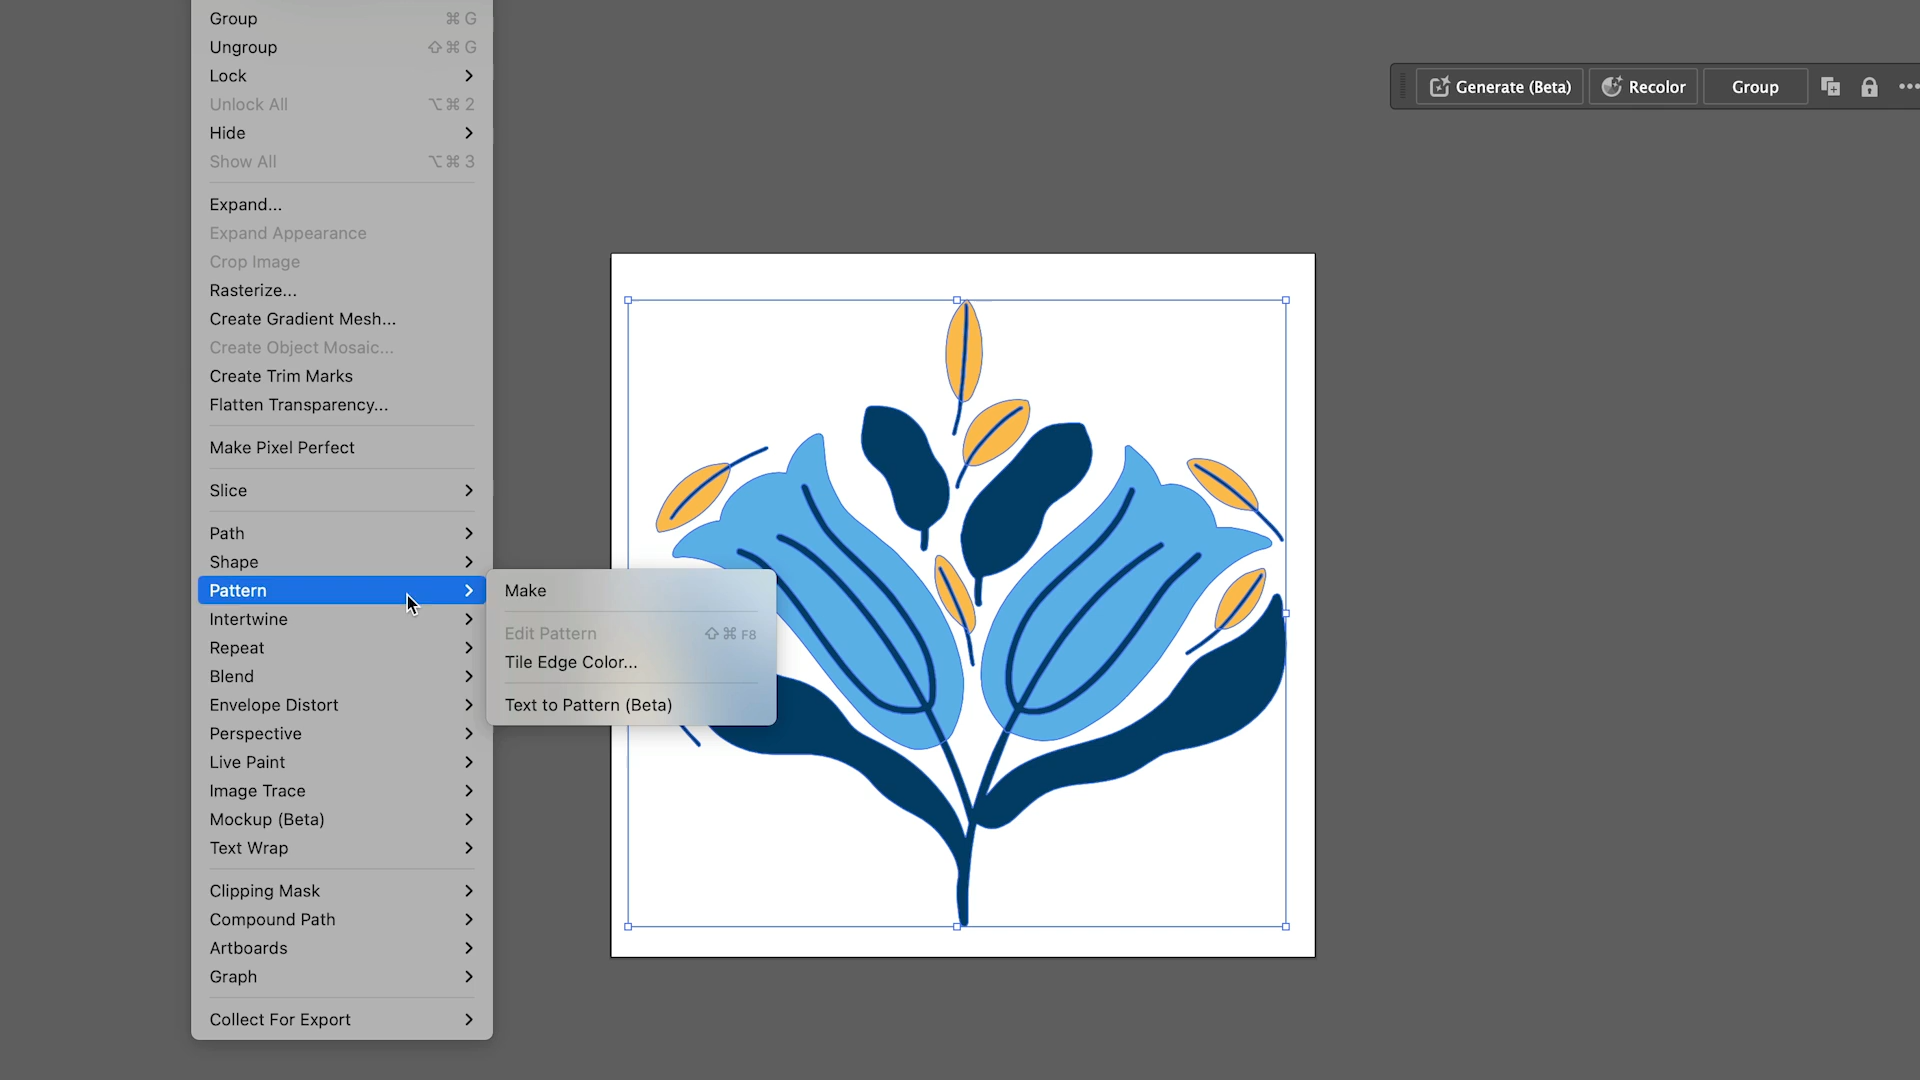 Group ⌘ G
Ungroup ⇧ ⌘ G
Lock
Unlock All ⌥ ⌘ 2
Hide
Show All ⌥ ⌘ 3
Expand...
Expand Appearance
Crop Image
Rasterize...
Create Gradient Mesh...
Create Object Mosaic...
Create Trim Marks
Flatten Transparency...
Make Pixel Perfect
Slice
Path
Shape
Pattern
Intertwine
Repeat
Blend
Envelope Distort
Perspective
Live Paint
Image Trace
Mockup (Beta)
Text Wrap
Clipping Mask
Compound Path
Artboards
Graph
Collect For Export
Make
Edit Pattern ⇧ ⌘ F8
Tile Edge Color...
Text to Pattern (Beta)
Generate (Beta)
Recolor
Group